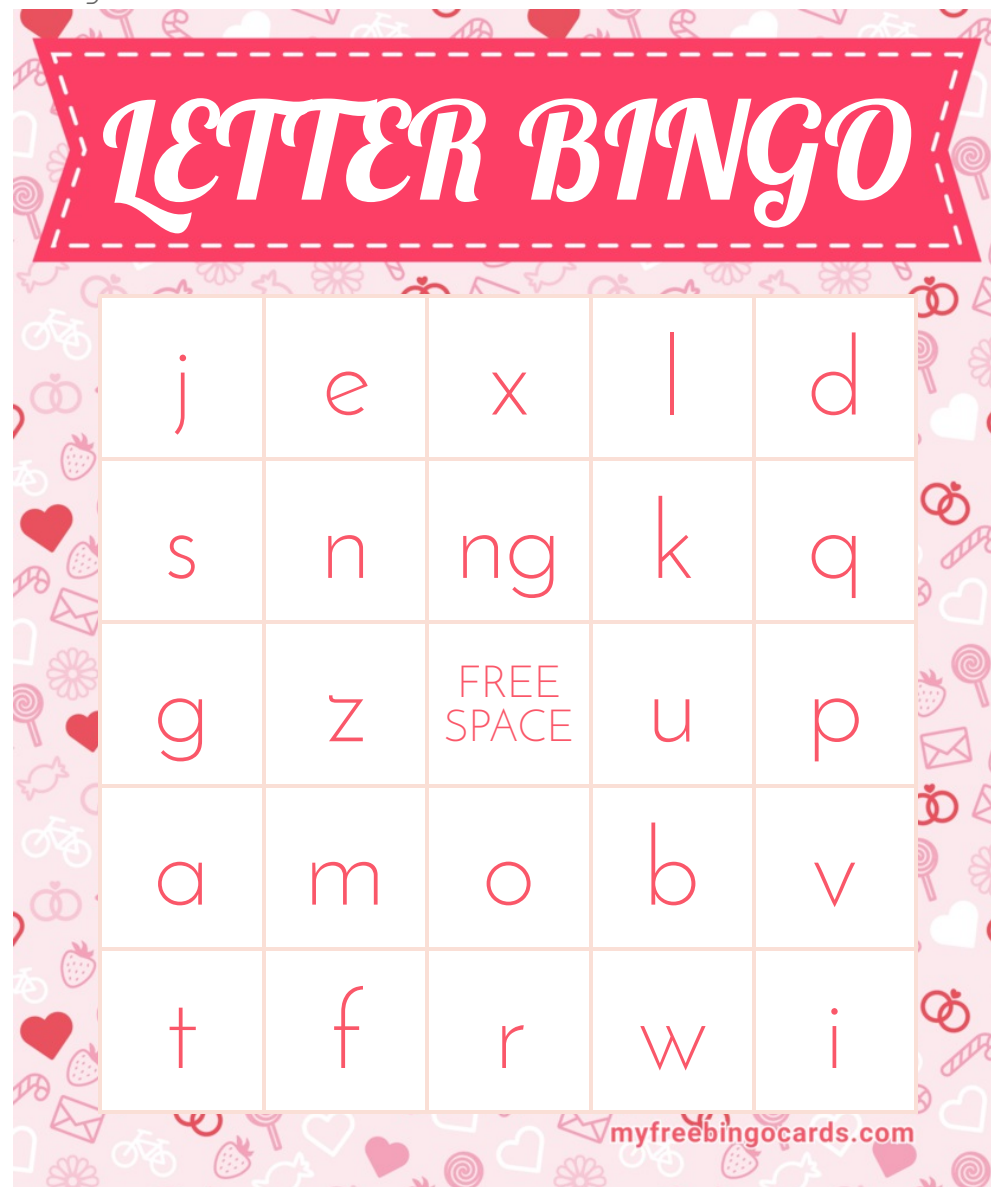 LETTER BINGO
j e x l d
s n ng k q
g z FREE SPACE u p
a m o b v
t f r w i
myfreebingocards.com